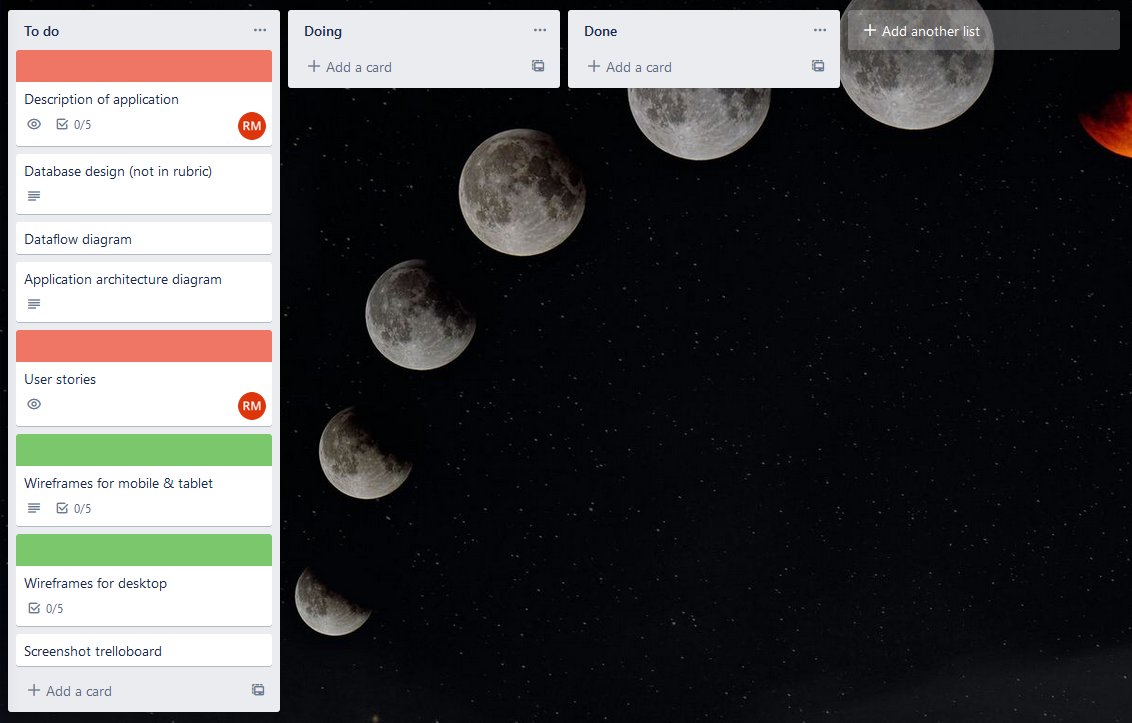 To do
Description of application
0/5
RM
Database design (not in rubric)
Dataflow diagram
Application architecture diagram
User stories
RM
Wireframes for mobile & tablet
0/5
Wireframes for desktop
0/5
Screenshot trelloboard
Add a card
Doing
Add a card
Done
Add a card
Add another list